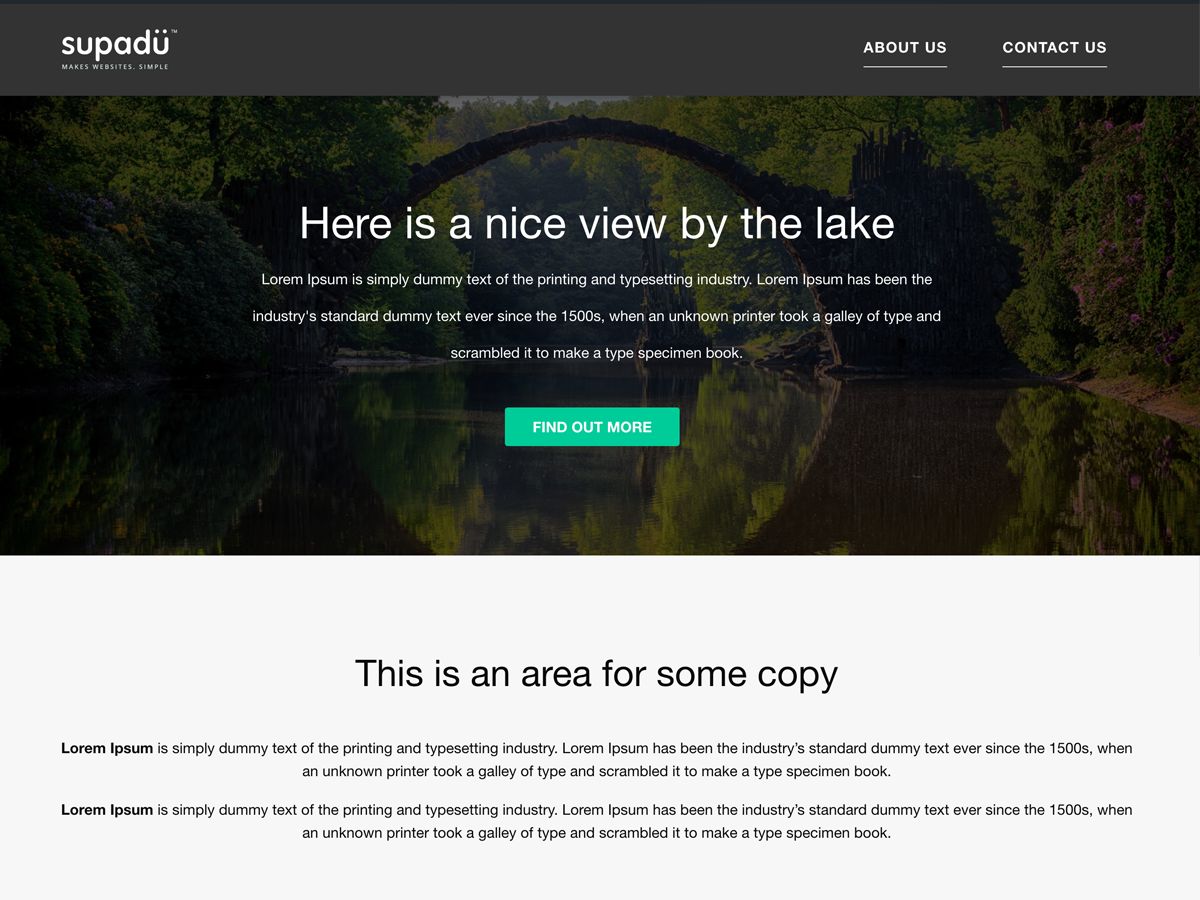 supadü™
MAKES WEBSITES. SIMPLE
ABOUT US
CONTACT US
Here is a nice view by the lake
Lorem Ipsum is simply dummy text of the printing and typesetting industry. Lorem Ipsum has been the
industry's standard dummy text ever since the 1500s, when an unknown printer took a galley of type and
scrambled it to make a type specimen book.
FIND OUT MORE
This is an area for some copy
Lorem Ipsum is simply dummy text of the printing and typesetting industry. Lorem Ipsum has been the industry’s standard dummy text ever since the 1500s, when
an unknown printer took a galley of type and scrambled it to make a type specimen book.
Lorem Ipsum is simply dummy text of the printing and typesetting industry. Lorem Ipsum has been the industry’s standard dummy text ever since the 1500s, when
an unknown printer took a galley of type and scrambled it to make a type specimen book.